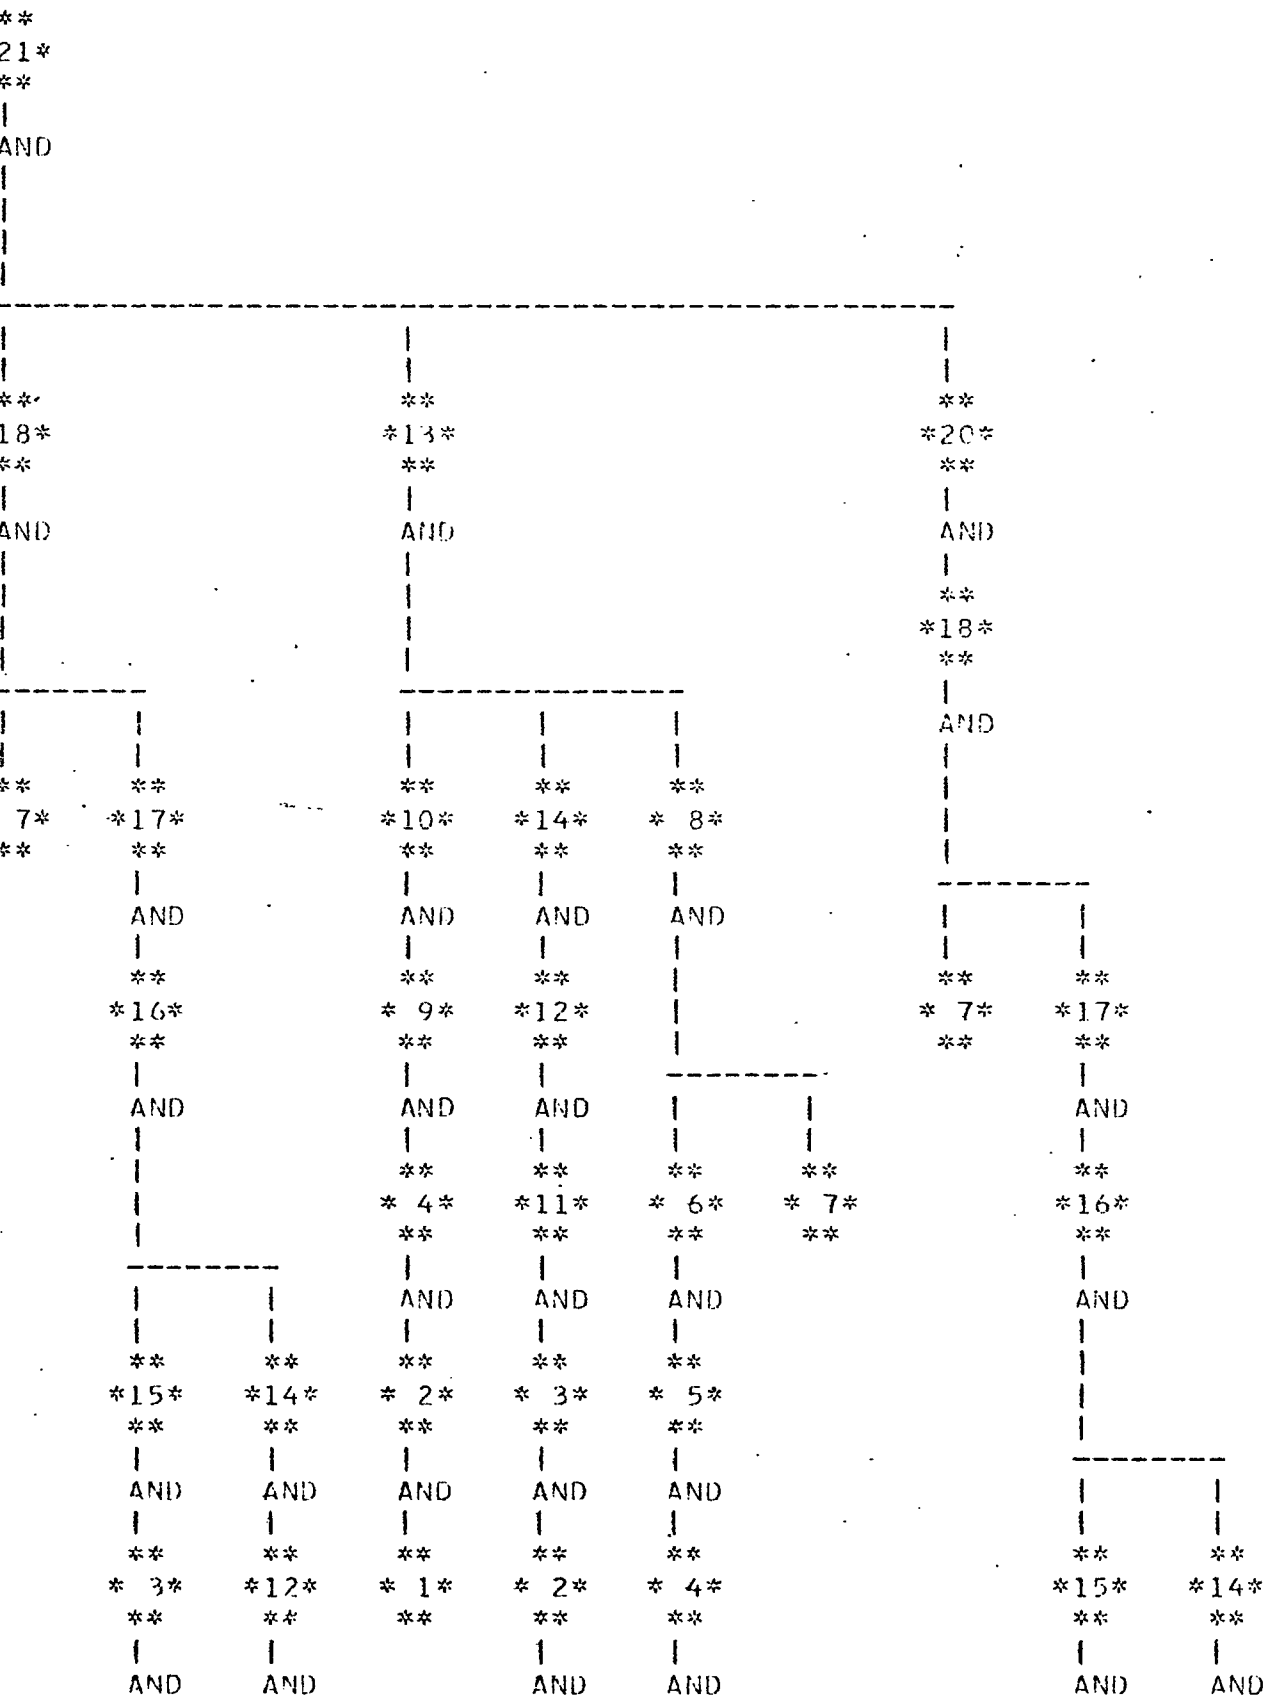 **
21*
**
|
AND
|
|
|
|
--------------------------------------------------
| | |
| | |
** ** **
18* *13* *20*
** ** **
| | |
AND AND AND
| | |
| | **
| | *18*
| | **
-------- --------------- |
| | | | | AND
| | | | | |
** ** ** ** ** |
7* *17* *10* *14* * 8* |
** ** ** ** ** |
| | | | --------
AND AND AND AND | |
| | | | | |
** ** ** | ** **
*16* * 9* *12* | * 7* *17*
** ** ** | ** **
| | | -------- |
AND AND AND | | AND
| | | | | |
| ** ** ** ** **
| * 4* *11* * 6* * 7* *16*
| ** ** ** ** **
-------- | | | |
| | AND AND AND AND
| | | | | |
** ** ** ** ** |
*15* *14* * 2* * 3* * 5* |
** ** ** ** ** |
| | | | | --------
AND AND AND AND AND | |
| | | | | | |
** ** ** ** ** ** **
* 3* *12* * 1* * 2* * 4* *15* *14*
** ** ** ** ** ** **
| | | | | |
AND AND AND AND AND AND